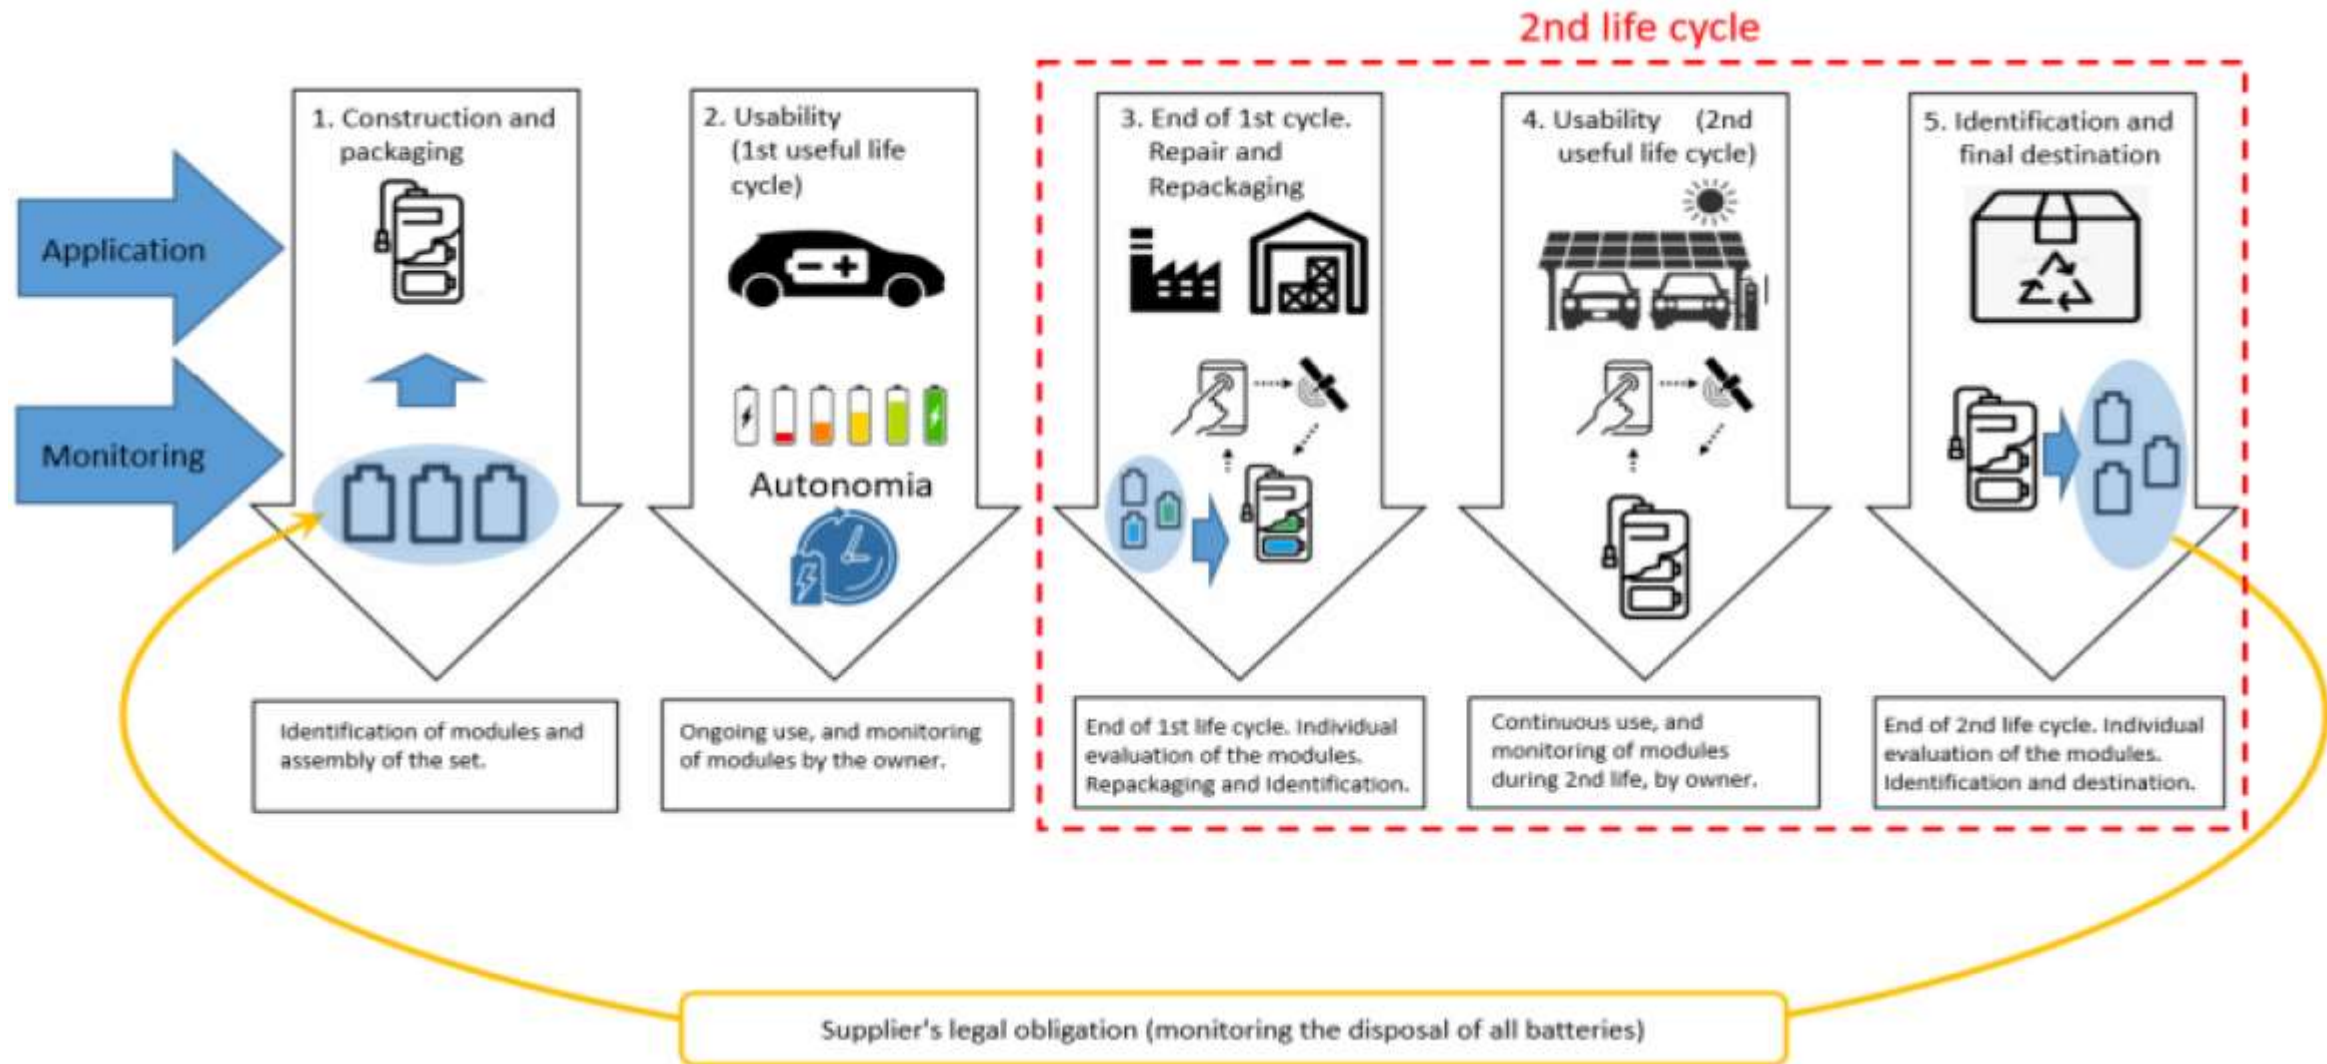 2nd life cycle
Application
Monitoring
1. Construction and
packaging
2. Usability
(1st useful life
cycle)
Autonomia
3. End of 1st cycle.
Repair and
Repackaging
4. Usability (2nd
useful life cycle)
5. Identification and
final destination
Identification of modules and
assembly of the set.
Ongoing use, and monitoring
of modules by the owner.
End of 1st life cycle. Individual
evaluation of the modules.
Repackaging and Identification.
Continuous use, and
monitoring of modules
during 2nd life, by owner.
End of 2nd life cycle. Individual
evaluation of the modules.
Identification and destination.
Supplier's legal obligation (monitoring the disposal of all batteries)